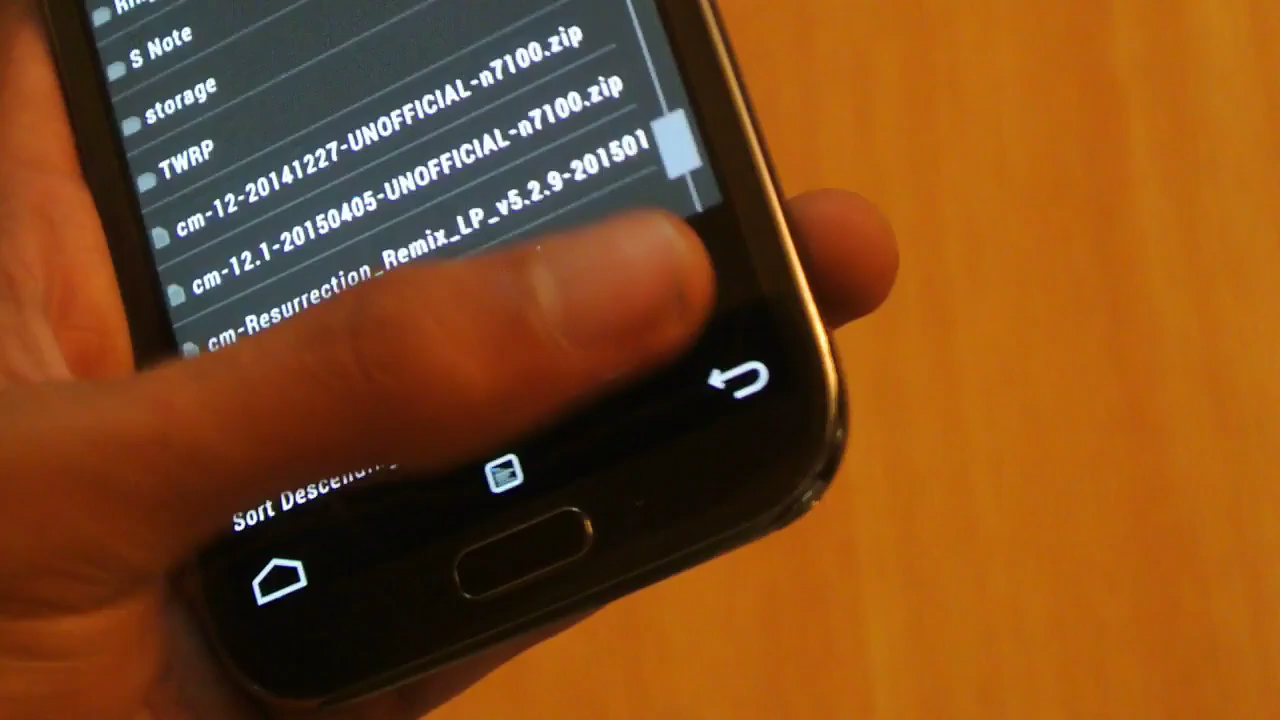 S Note
storage
TWRP
cm-12-20141227-UNOFFICIAL-n7100.zip
cm-12.1-20150405-UNOFFICIAL-n7100.zip
cm-Resurrection_Remix_LP_v5.2.9-201501
Sort